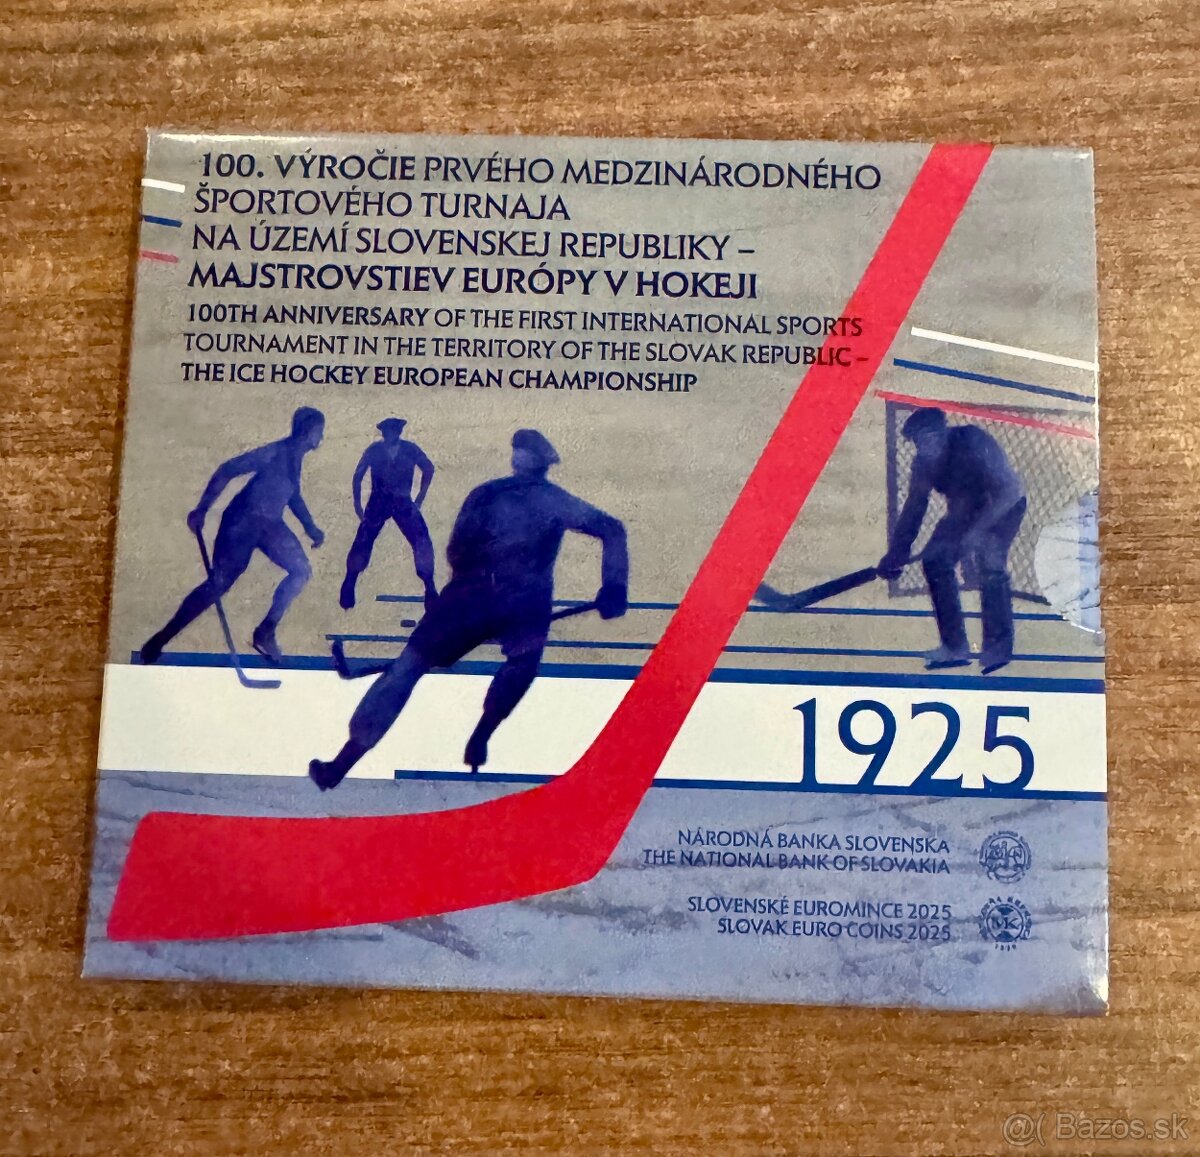 100. VÝROČIE PRVÉHO MEDZINÁRODNÉHO
ŠPORTOVÉHO TURNAJA
NA ÚZEMÍ SLOVENSKEJ REPUBLIKY –
MAJSTROVSTIEV EURÓPY V HOKEJI
100TH ANNIVERSARY OF THE FIRST INTERNATIONAL SPORTS
TOURNAMENT IN THE TERRITORY OF THE SLOVAK REPUBLIC –
THE ICE HOCKEY EUROPEAN CHAMPIONSHIP
1925
NÁRODNÁ BANKA SLOVENSKA
THE NATIONAL BANK OF SLOVAKIA
SLOVENSKÉ EUROMINCE 2025
SLOVAK EURO COINS 2025
MK
@( Bazos.sk